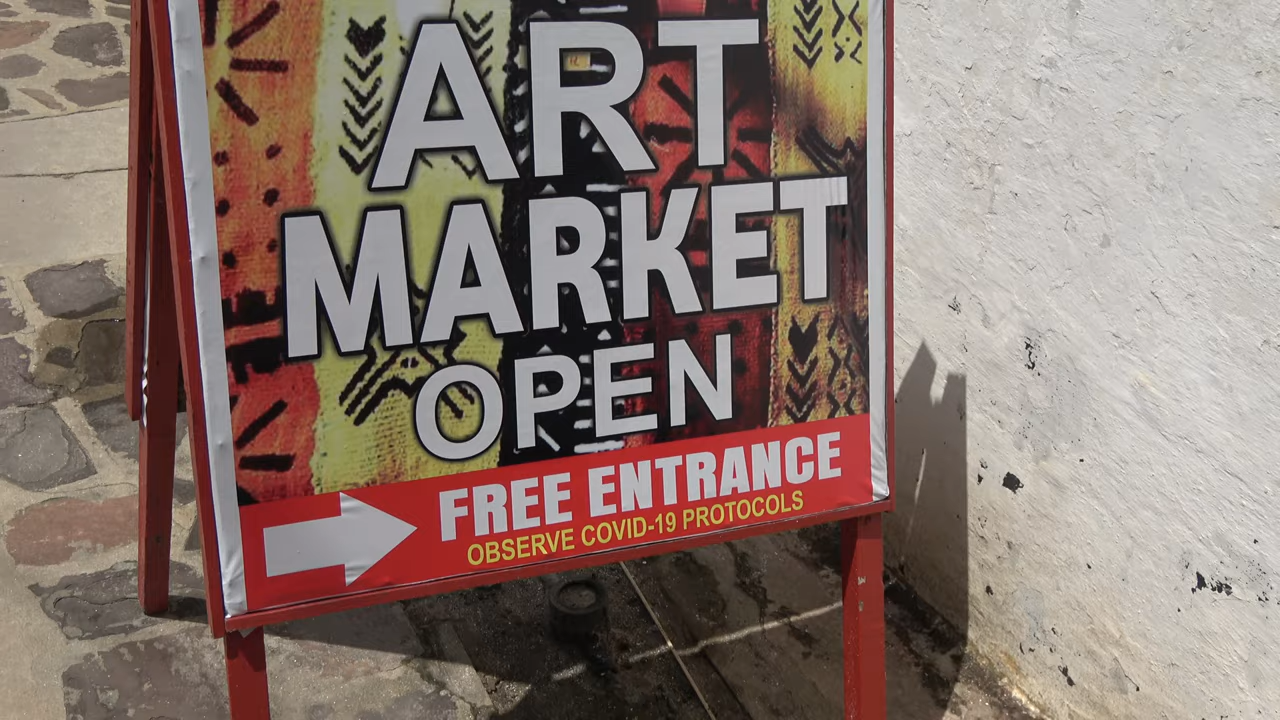 ART
MARKET
OPEN
FREE ENTRANCE
OBSERVE COVID-19 PROTOCOLS